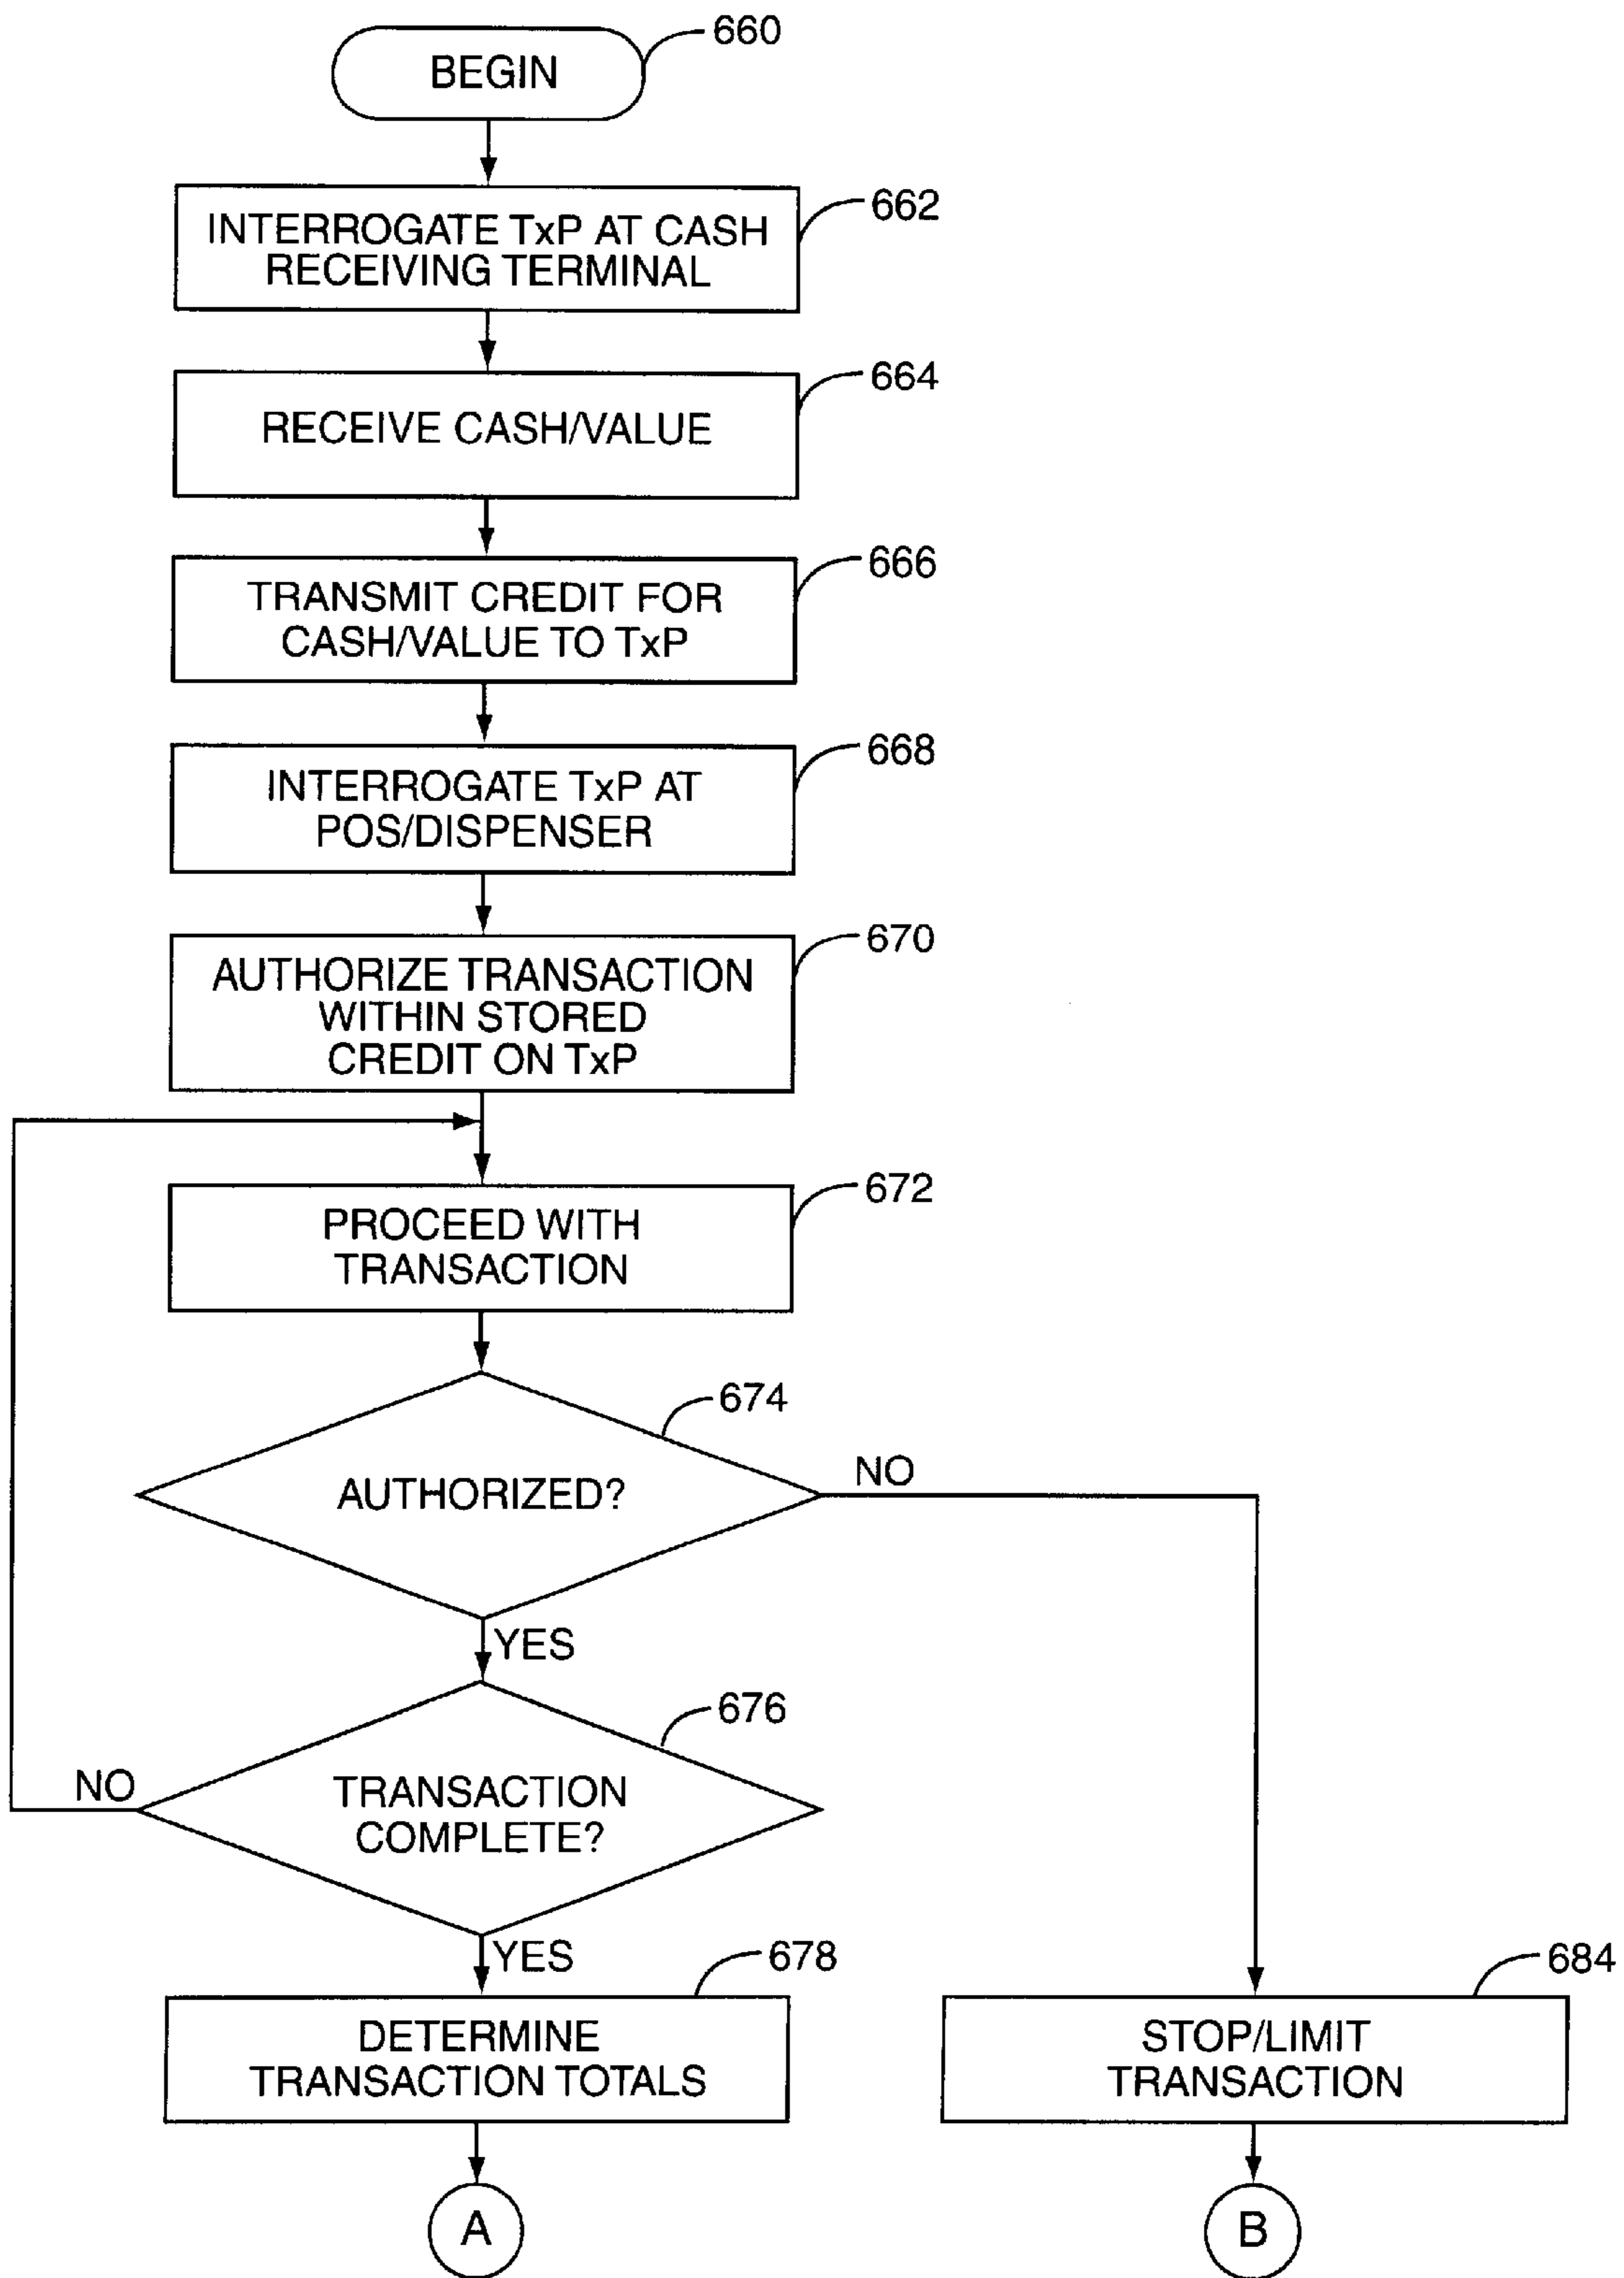 660
BEGIN
662
INTERROGATE TxP AT CASH
RECEIVING TERMINAL
664
RECEIVE CASH/VALUE
666
TRANSMIT CREDIT FOR
CASH/VALUE TO TxP
668
INTERROGATE TxP AT
POS/DISPENSER
670
AUTHORIZE TRANSACTION
WITHIN STORED
CREDIT ON TxP
672
PROCEED WITH
TRANSACTION
674
AUTHORIZED?
NO
YES
676
TRANSACTION
COMPLETE?
NO
YES
678
DETERMINE
TRANSACTION TOTALS
684
STOP/LIMIT
TRANSACTION
A
B